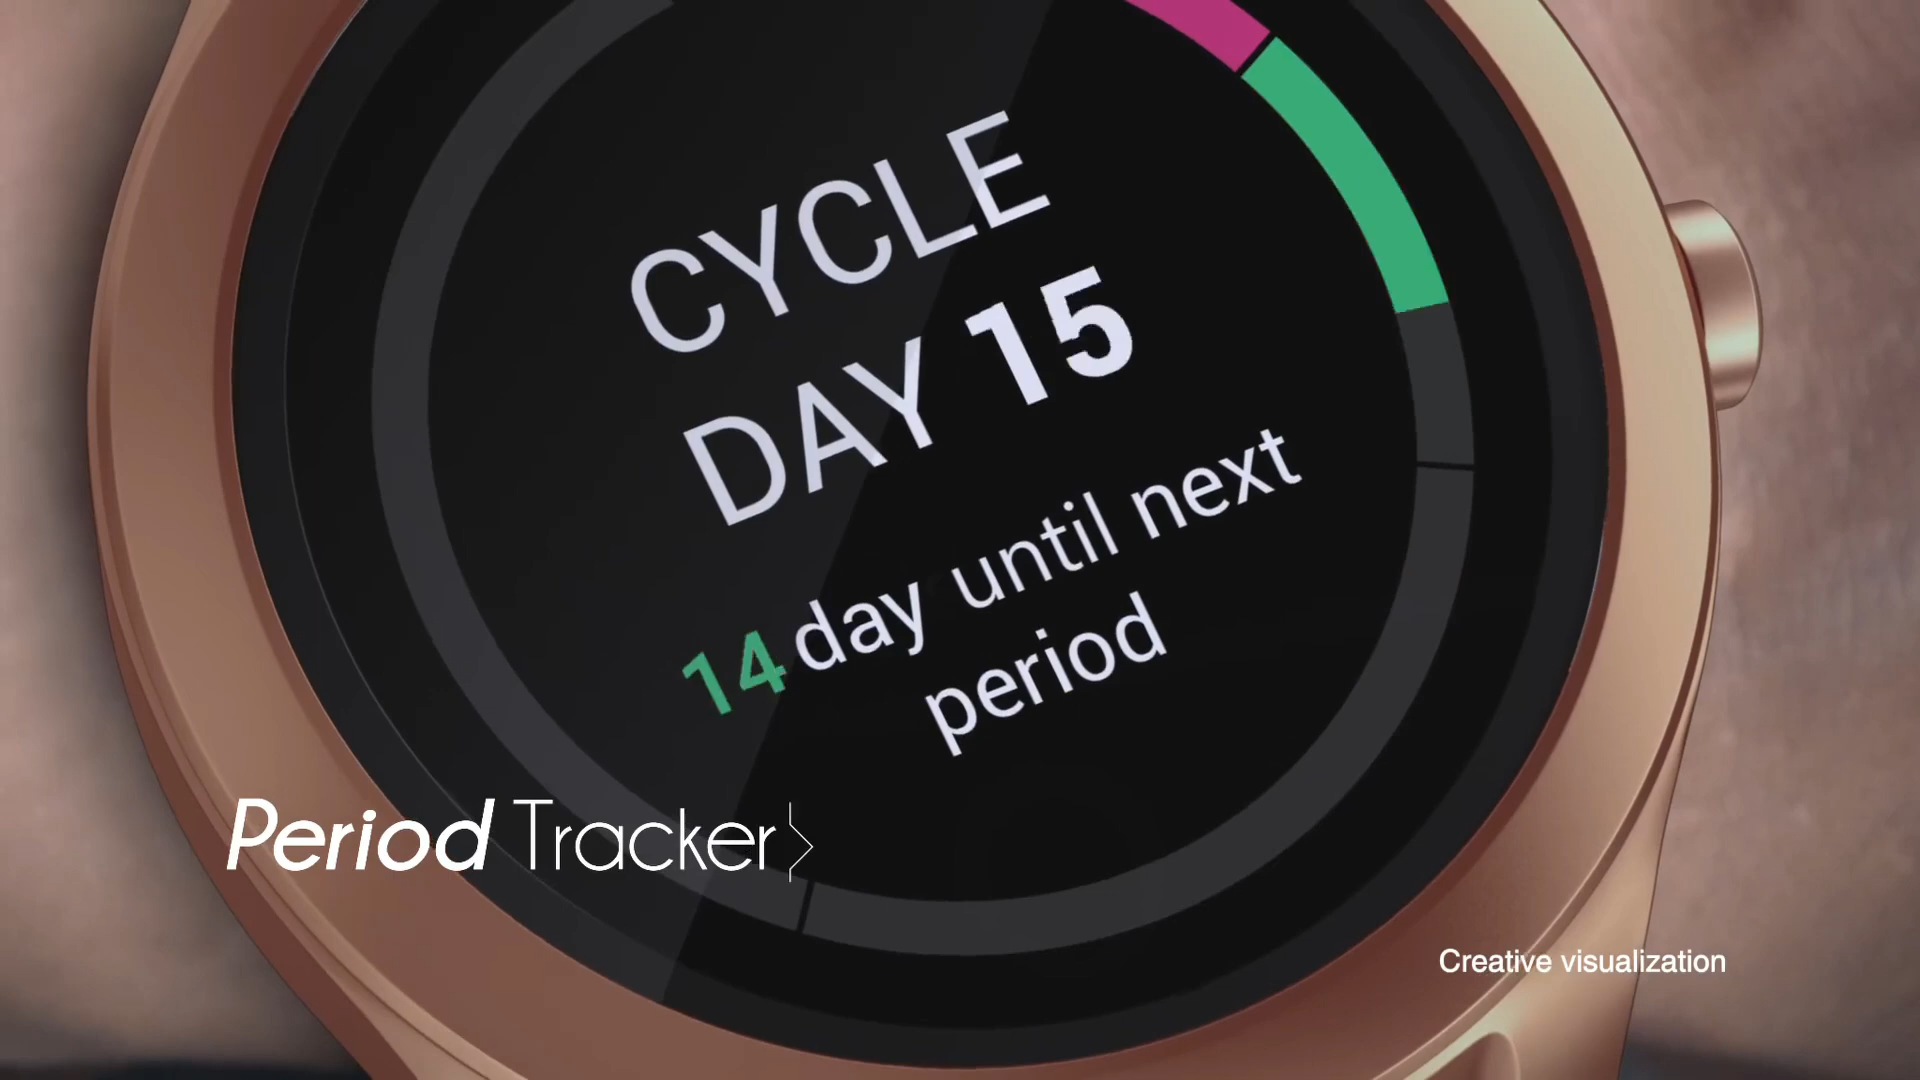 CYCLE
DAY 15
14 day until next
period
Period Tracker
Creative visualization